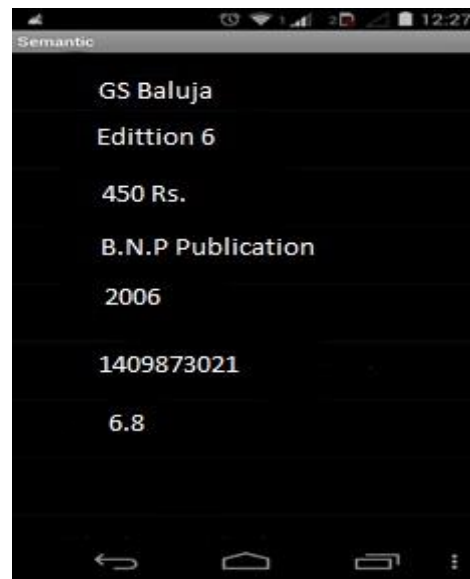 12:27
Semantic
GS Baluja
Edittion 6
450 Rs.
B.N.P Publication
2006
1409873021
6.8